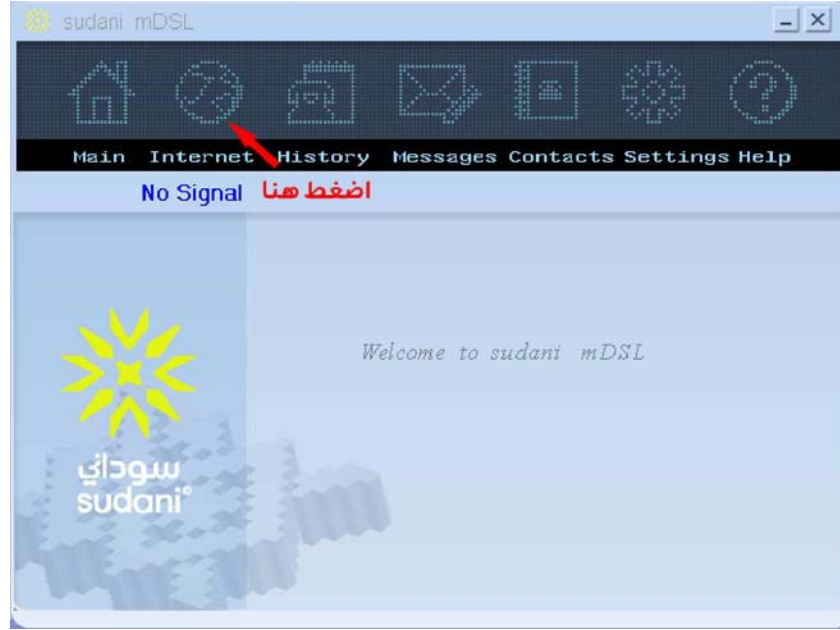 sudani mDSL
Main Internet History Messages Contacts Settings Help
No Signal اضغط هنا
Welcome to sudani mDSL
سوداني
sudani